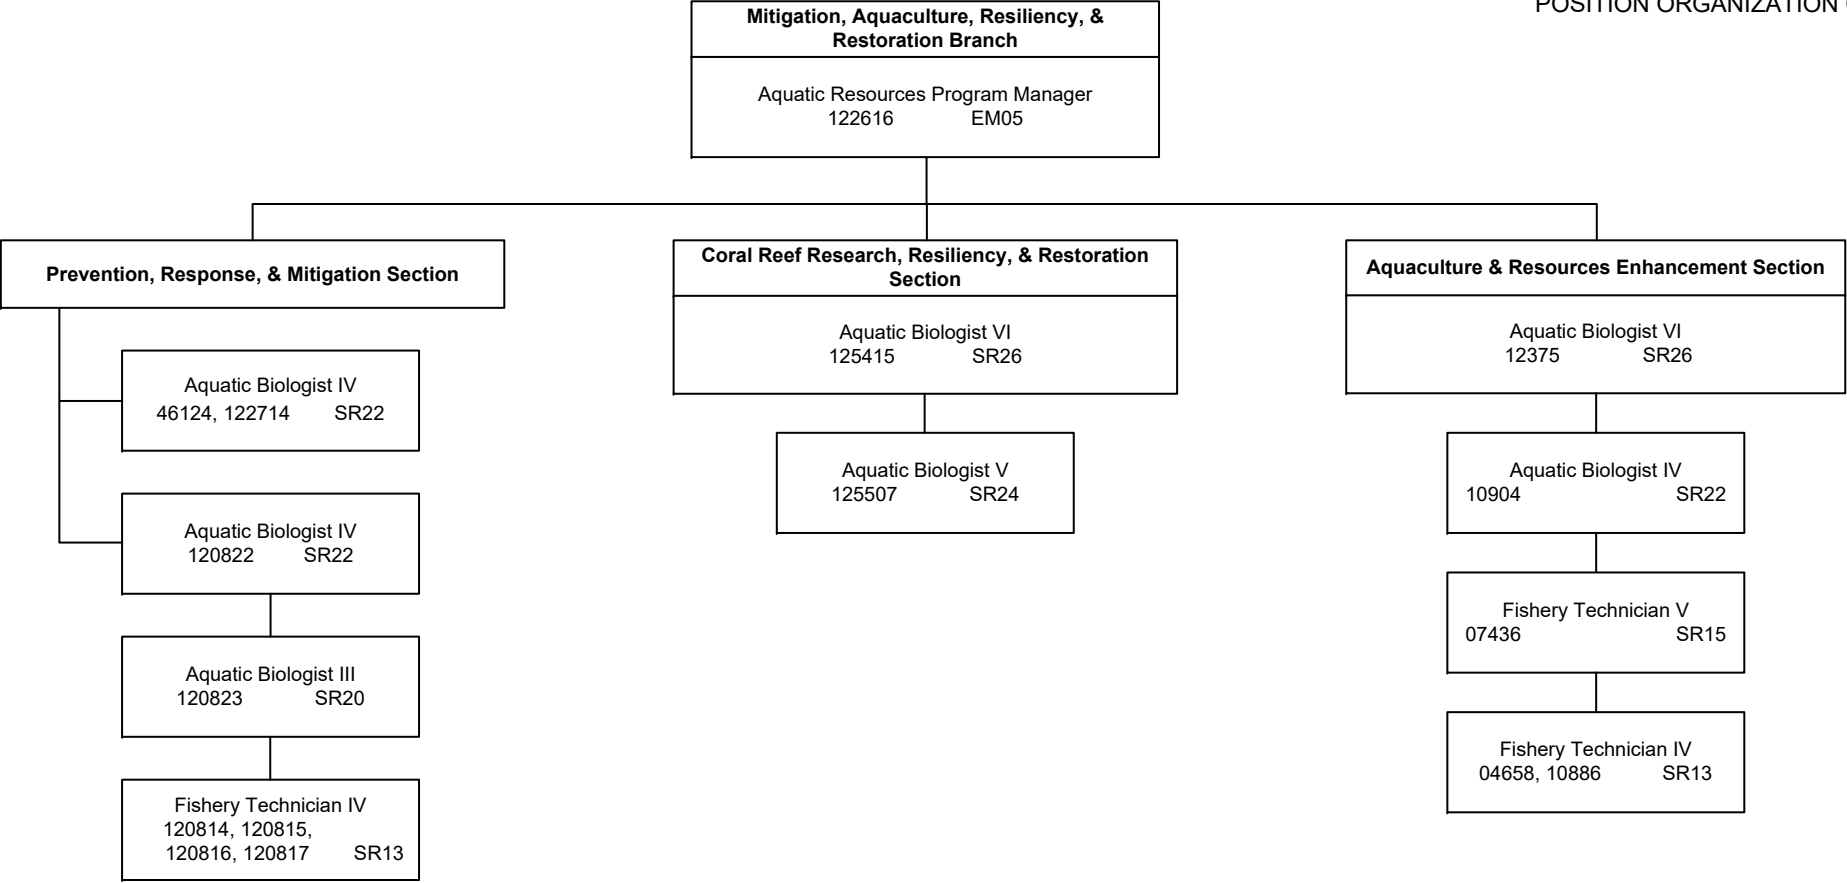 POSITION ORGANIZATION
Mitigation, Aquaculture, Resiliency, &
Restoration Branch
Aquatic Resources Program Manager
122616 EM05
Prevention, Response, & Mitigation Section
Aquatic Biologist IV
46124, 122714 SR22
Aquatic Biologist IV
120822 SR22
Aquatic Biologist III
120823 SR20
Fishery Technician IV
120814, 120815,
120816, 120817 SR13
Coral Reef Research, Resiliency, & Restoration
Section
Aquatic Biologist VI
125415 SR26
Aquatic Biologist V
125507 SR24
Aquaculture & Resources Enhancement Section
Aquatic Biologist VI
12375 SR26
Aquatic Biologist IV
10904 SR22
Fishery Technician V
07436 SR15
Fishery Technician IV
04658, 10886 SR13